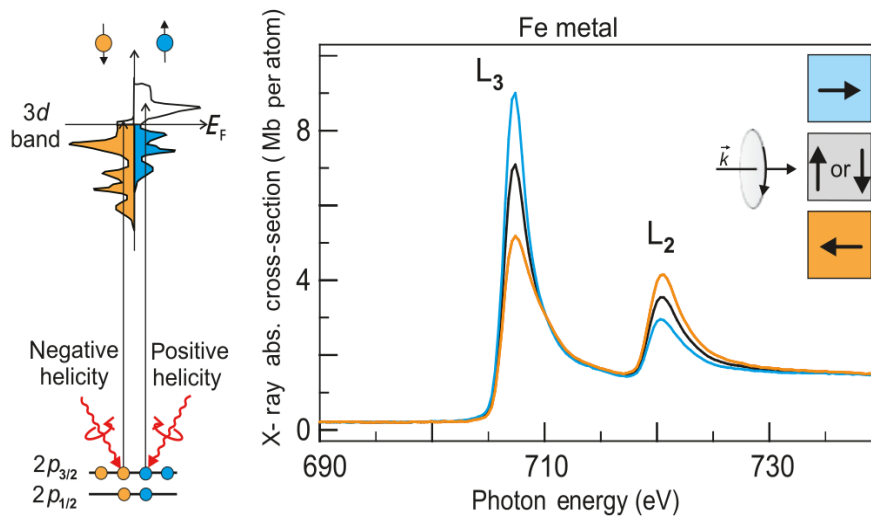 Fe metal
3d
band
E_F
Negative
helicity
Positive
helicity
2p3/2
2p1/2
X- ray abs. cross-section ( Mb per atom)
8
4
0
690
710
730
Photon energy (eV)
L3
L2
k
or